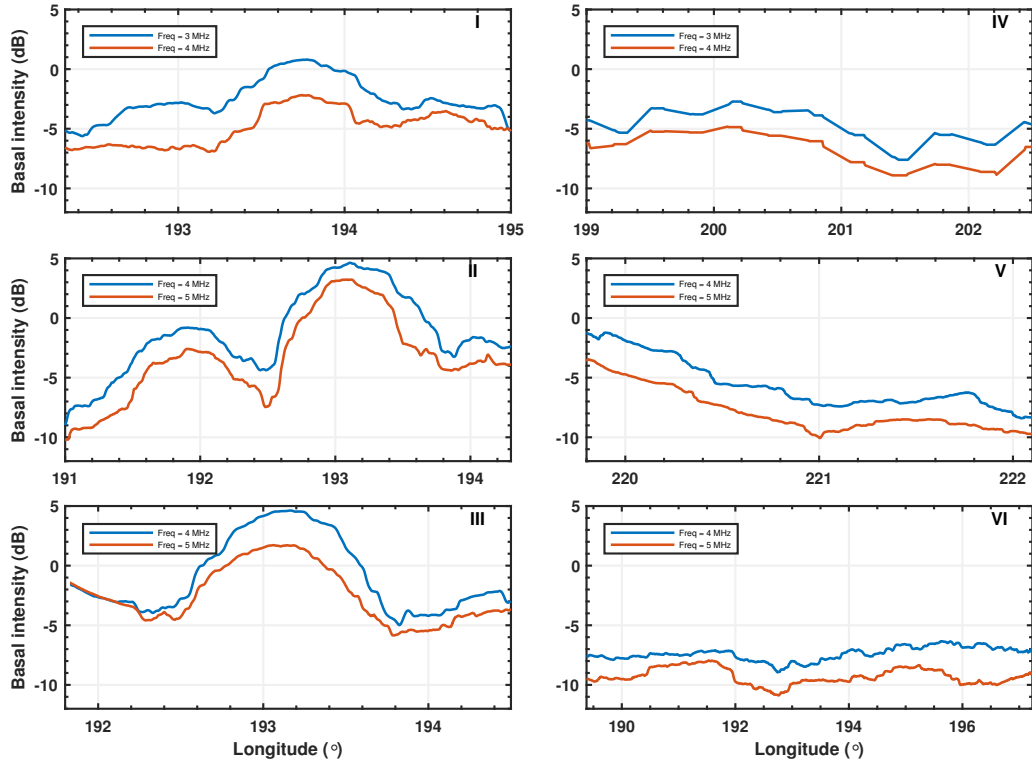 5
0
-5
-10
Basal intensity (dB)
Freq = 3 MHz
Freq = 4 MHz
I
193
194
195
5
0
-5
-10
Freq = 3 MHz
Freq = 4 MHz
IV
199
200
201
202
5
0
-5
-10
Basal intensity (dB)
Freq = 4 MHz
Freq = 5 MHz
II
191
192
193
194
5
0
-5
-10
Freq = 4 MHz
Freq = 5 MHz
V
220
221
222
5
0
-5
-10
Basal intensity (dB)
Freq = 4 MHz
Freq = 5 MHz
III
192
193
194
Longitude (°)
5
0
-5
-10
Freq = 4 MHz
Freq = 5 MHz
VI
190
192
194
196
Longitude (°)